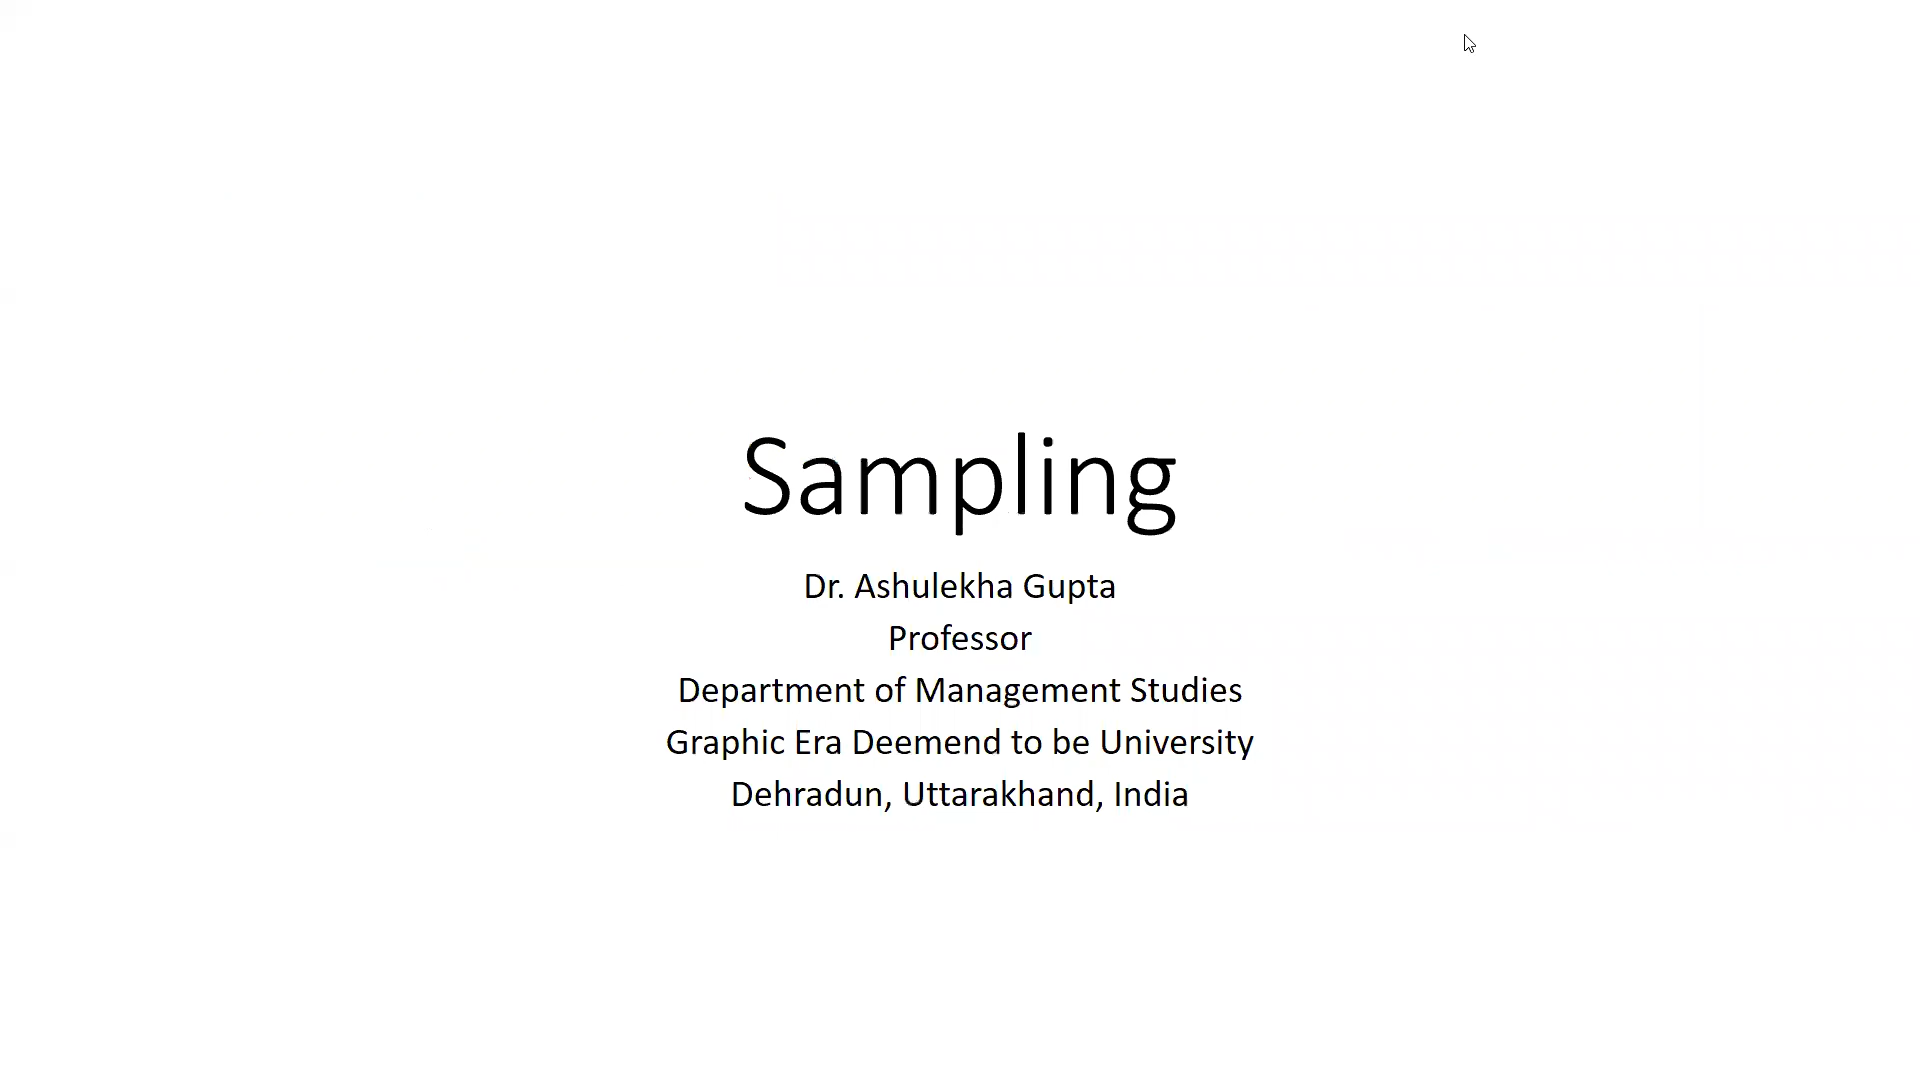 Sampling
Dr. Ashulekha Gupta
Professor
Department of Management Studies
Graphic Era Deemend to be University
Dehradun, Uttarakhand, India